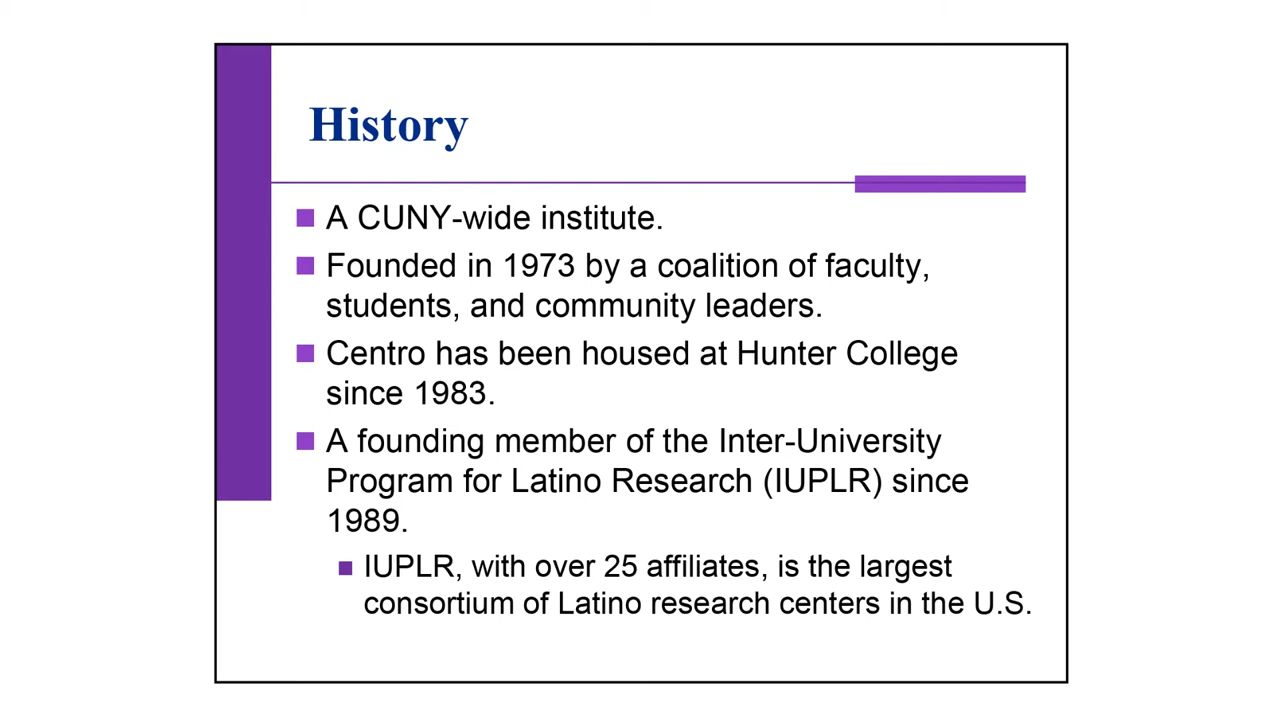 History
A CUNY-wide institute.
Founded in 1973 by a coalition of faculty,
students, and community leaders.
Centro has been housed at Hunter College
since 1983.
A founding member of the Inter-University
Program for Latino Research (IUPLR) since
1989.
IUPLR, with over 25 affiliates, is the largest
consortium of Latino research centers in the U.S.